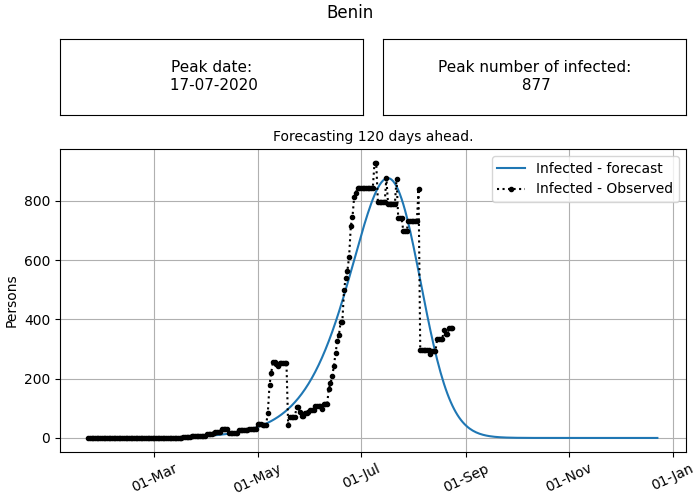 Benin
Peak date:
17-07-2020
Peak number of infected:
877
Forecasting 120 days ahead.
Infected - forecast
Infected - Observed
Persons
800
600
400
200
0
01-Mar
01-May
01-Jul
01-Sep
01-Nov
01-Jan